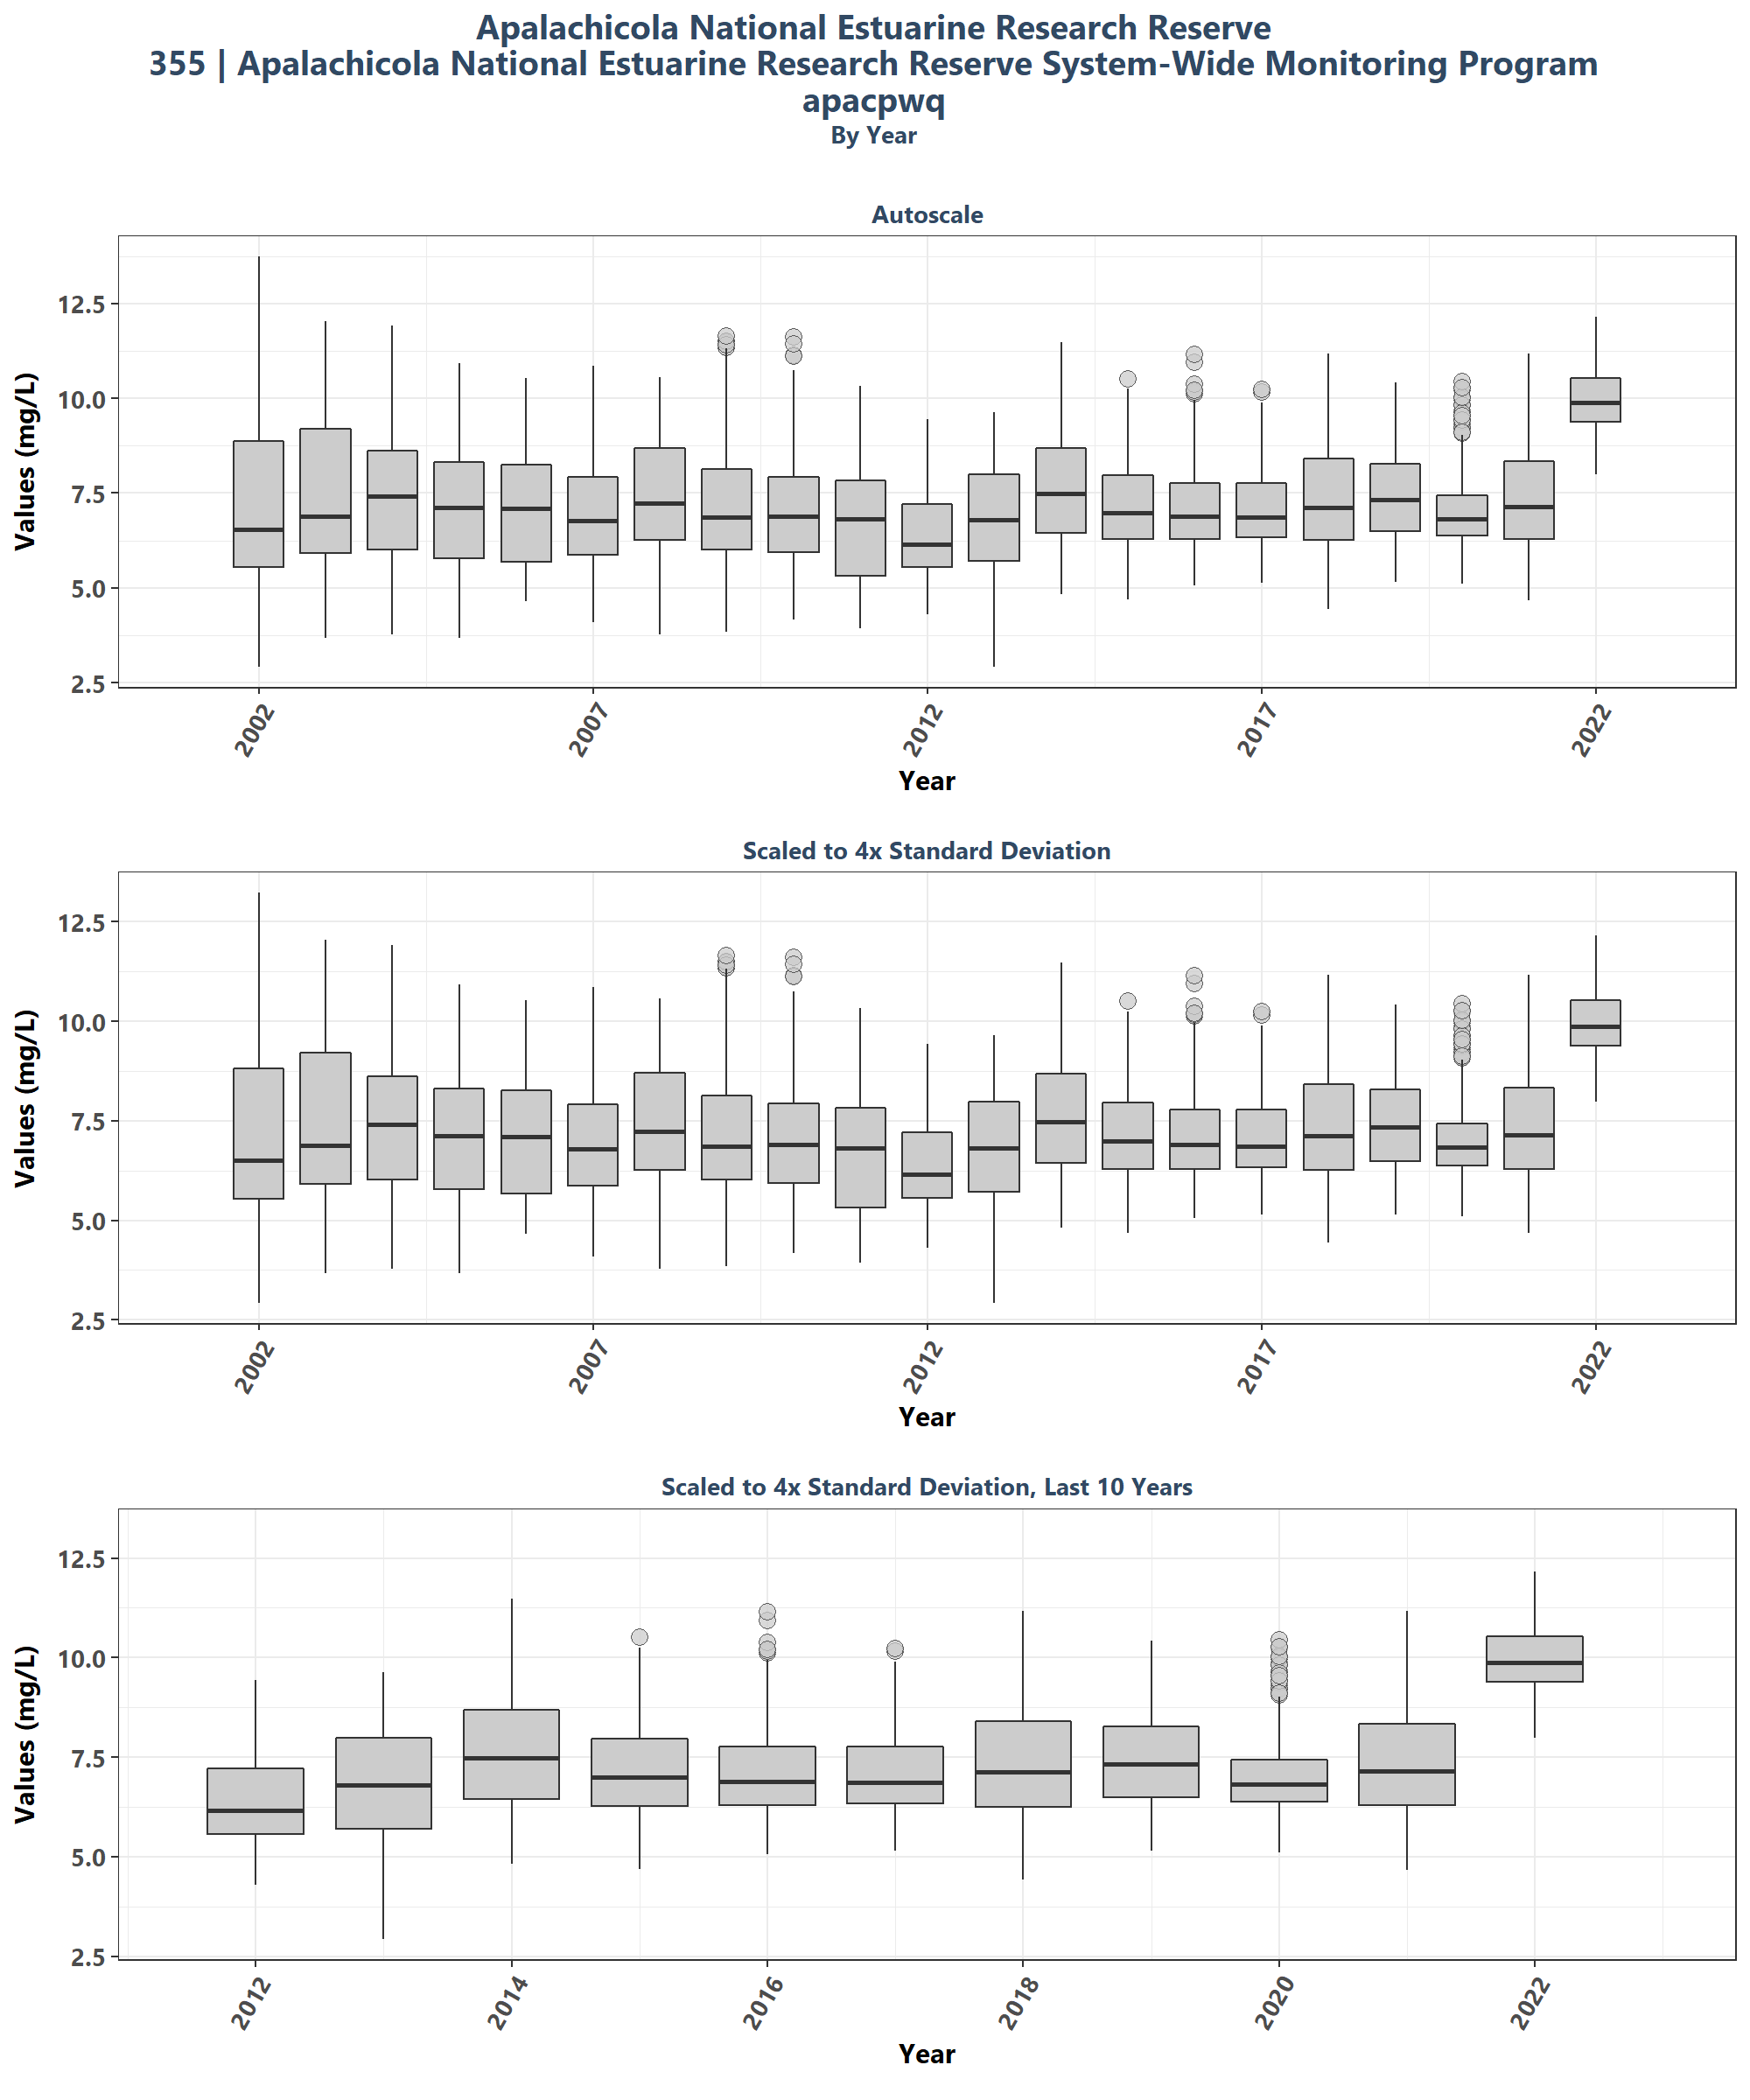 Apalachicola National Estuarine Research Reserve
355 | Apalachicola National Estuarine Research Reserve System-Wide Monitoring Program
apacpwq
By Year
Autoscale
Values (mg/L)
12.5
10.0
7.5
5.0
2.5
2002
2007
2012
2017
2022
Year
Scaled to 4x Standard Deviation
Values (mg/L)
12.5
10.0
7.5
5.0
2.5
2002
2007
2012
2017
2022
Year
Scaled to 4x Standard Deviation, Last 10 Years
Values (mg/L)
12.5
10.0
7.5
5.0
2.5
2012
2014
2016
2018
2020
2022
Year